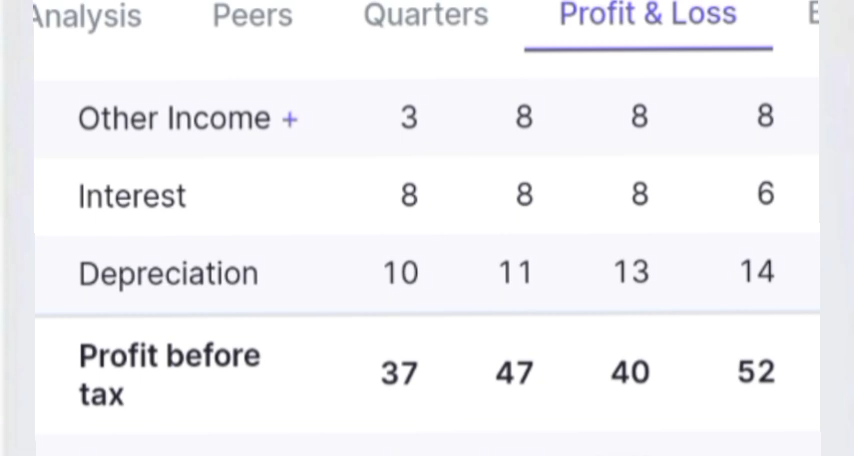 Analysis Peers Quarters Profit & Loss
Other Income + 3 8 8 8
Interest 8 8 8 6
Depreciation 10 11 13 14
Profit before
tax 37 47 40 52